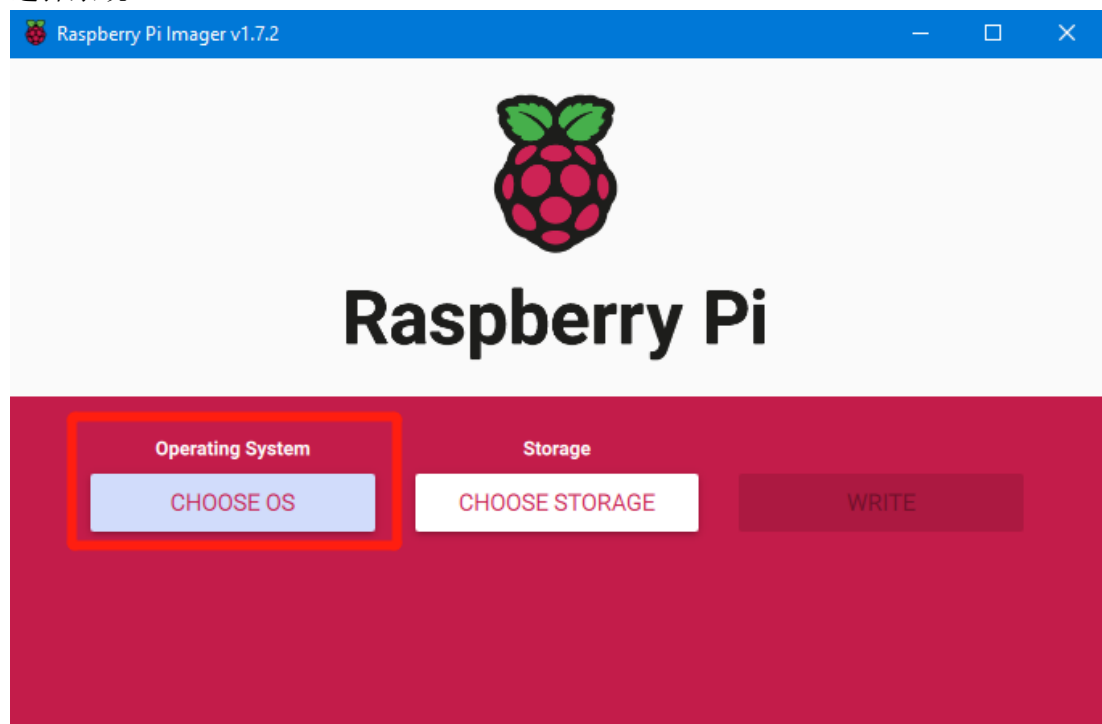 Raspberry Pi Imager v1.7.2
Raspberry Pi
Operating System
Storage
CHOOSE OS
CHOOSE STORAGE
WRITE